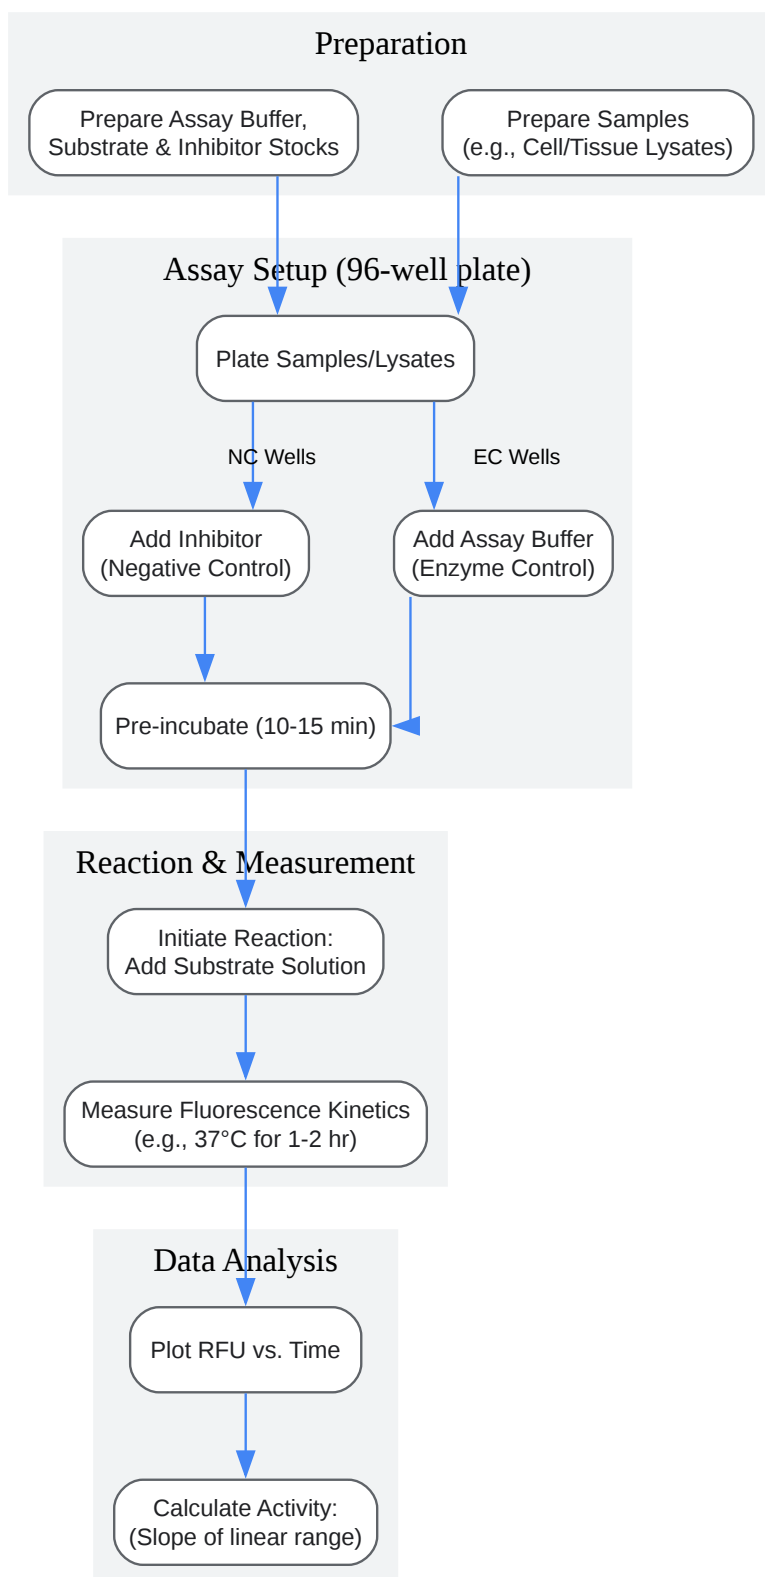 Preparation
Prepare Assay Buffer,
Substrate & Inhibitor Stocks
Prepare Samples
(e.g., Cell/Tissue Lysates)
Assay Setup (96-well plate)
Plate Samples/Lysates
NC Wells
EC Wells
Add Inhibitor
(Negative Control)
Add Assay Buffer
(Enzyme Control)
Pre-incubate (10-15 min)
Reaction & Measurement
Initiate Reaction:
Add Substrate Solution
Measure Fluorescence Kinetics
(e.g., 37°C for 1-2 hr)
Data Analysis
Plot RFU vs. Time
Calculate Activity:
(Slope of linear range)